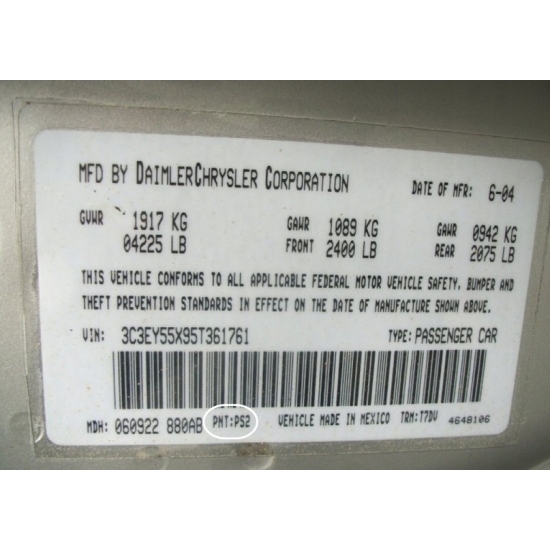 MFD BY DAIMLERCHRYSLER CORPORATION DATE OF MFR: 6-04
GVWR 1917 KG GAWR 1089 KG GAWR 0942 KG
04225 LB FRONT 2400 LB REAR 2075 LB
THIS VEHICLE CONFORMS TO ALL APPLICABLE FEDERAL MOTOR VEHICLE SAFETY, BUMPER AND
THEFT PREVENTION STANDARDS IN EFFECT ON THE DATE OF MANUFACTURE SHOWN ABOVE.
VIN: 3C3EY55X95T361761 TYPE: PASSENGER CAR
MDH: 060922 880AB PNT:PS2 VEHICLE MADE IN MEXICO TRM:T7DV 4648106